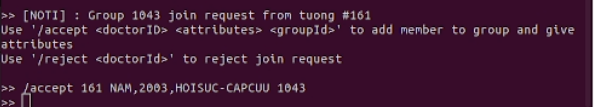 >> [NOTI] : Group 1043 join request from tuong #161
Use '/accept <doctorID> <attributes> <groupId>' to add member to group and give
attributes
Use '/reject <doctorID>' to reject join request
>> /accept 161 NAM,2003,HOISUC-CAPCUU 1043
>>